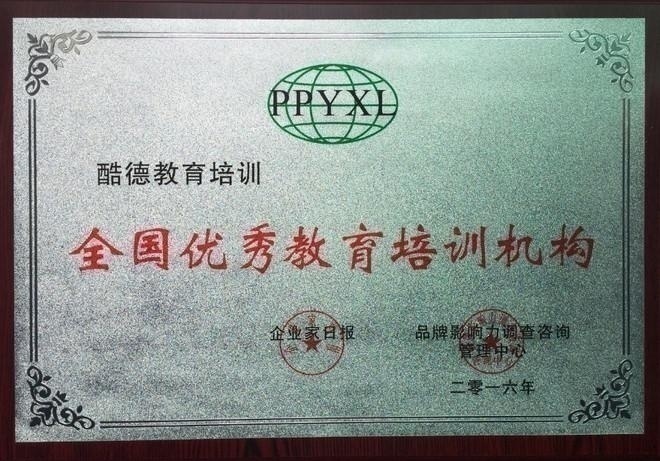 PPYXL
酷德教育培训
全国优秀教育培训机构
企业家日报
品牌影响力调查咨询
管理中心
二零一六年